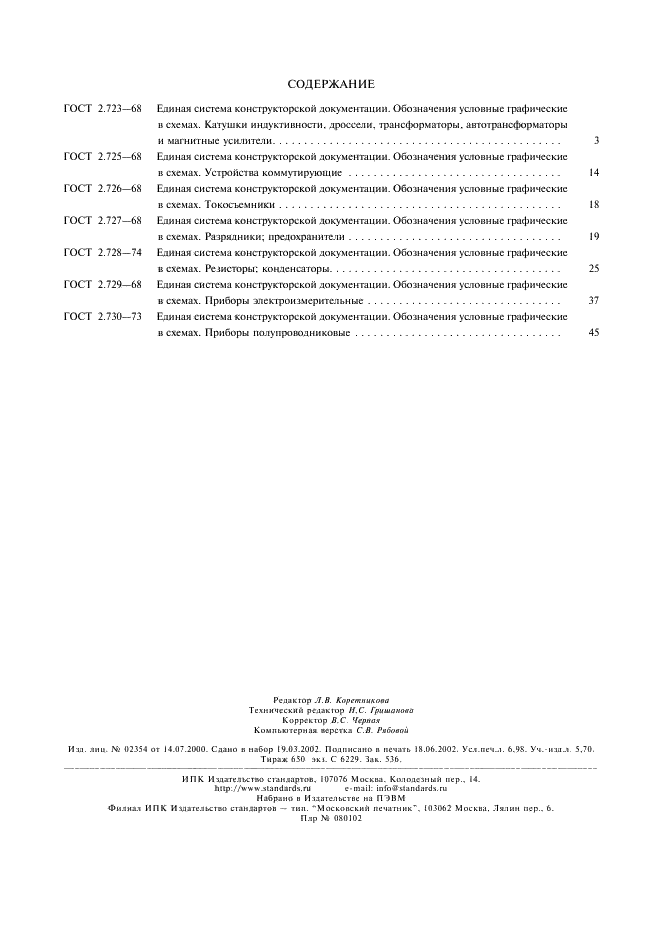 СОДЕРЖАНИЕ
ГОСТ 2.723—68 Единая система конструкторской документации. Обозначения условные графические
в схемах. Катушки индуктивности, дроссели, трансформаторы, автотрансформаторы
и магнитные усилители. . . . . . . . . . . . . . . . . . . . . . . . . . . . . . . . . . . . . . . . . . . . . . . 3
ГОСТ 2.725—68 Единая система конструкторской документации. Обозначения условные графические
в схемах. Устройства коммутирующие . . . . . . . . . . . . . . . . . . . . . . . . . . . . . . . . . . . 14
ГОСТ 2.726—68 Единая система конструкторской документации. Обозначения условные графические
в схемах. Токосъемники . . . . . . . . . . . . . . . . . . . . . . . . . . . . . . . . . . . . . . . . . . . . . . 18
ГОСТ 2.727—68 Единая система конструкторской документации. Обозначения условные графические
в схемах. Разрядники; предохранители . . . . . . . . . . . . . . . . . . . . . . . . . . . . . . . . . . . 19
ГОСТ 2.728—74 Единая система конструкторской документации. Обозначения условные графические
в схемах. Резисторы; конденсаторы. . . . . . . . . . . . . . . . . . . . . . . . . . . . . . . . . . . . . . 25
ГОСТ 2.729—68 Единая система конструкторской документации. Обозначения условные графические
в схемах. Приборы электроизмерительные . . . . . . . . . . . . . . . . . . . . . . . . . . . . . . . . 37
ГОСТ 2.730—73 Единая система конструкторской документации. Обозначения условные графические
в схемах. Приборы полупроводниковые . . . . . . . . . . . . . . . . . . . . . . . . . . . . . . . . . . 45
Редактор Л.В. Коретникова
Технический редактор Н.С. Гришанова
Корректор В.С. Черная
Компьютерная верстка С.В. Рябовой
Изд. лиц. № 02354 от 14.07.2000. Сдано в набор 19.03.2002. Подписано в печать 18.06.2002. Усл.печ.л. 6,98. Уч.-изд.л. 5,70.
Тираж 650 экз. С 6229. Зак. 536.
ИПК Издательство стандартов, 107076 Москва, Колодезный пер., 14.
http://www.standards.ru e-mail: info@standards.ru
Набрано в Издательстве на ПЭВМ
Филиал ИПК Издательство стандартов — тип. “Московский печатник”, 103062 Москва, Лялин пер., 6.
Плр № 080102